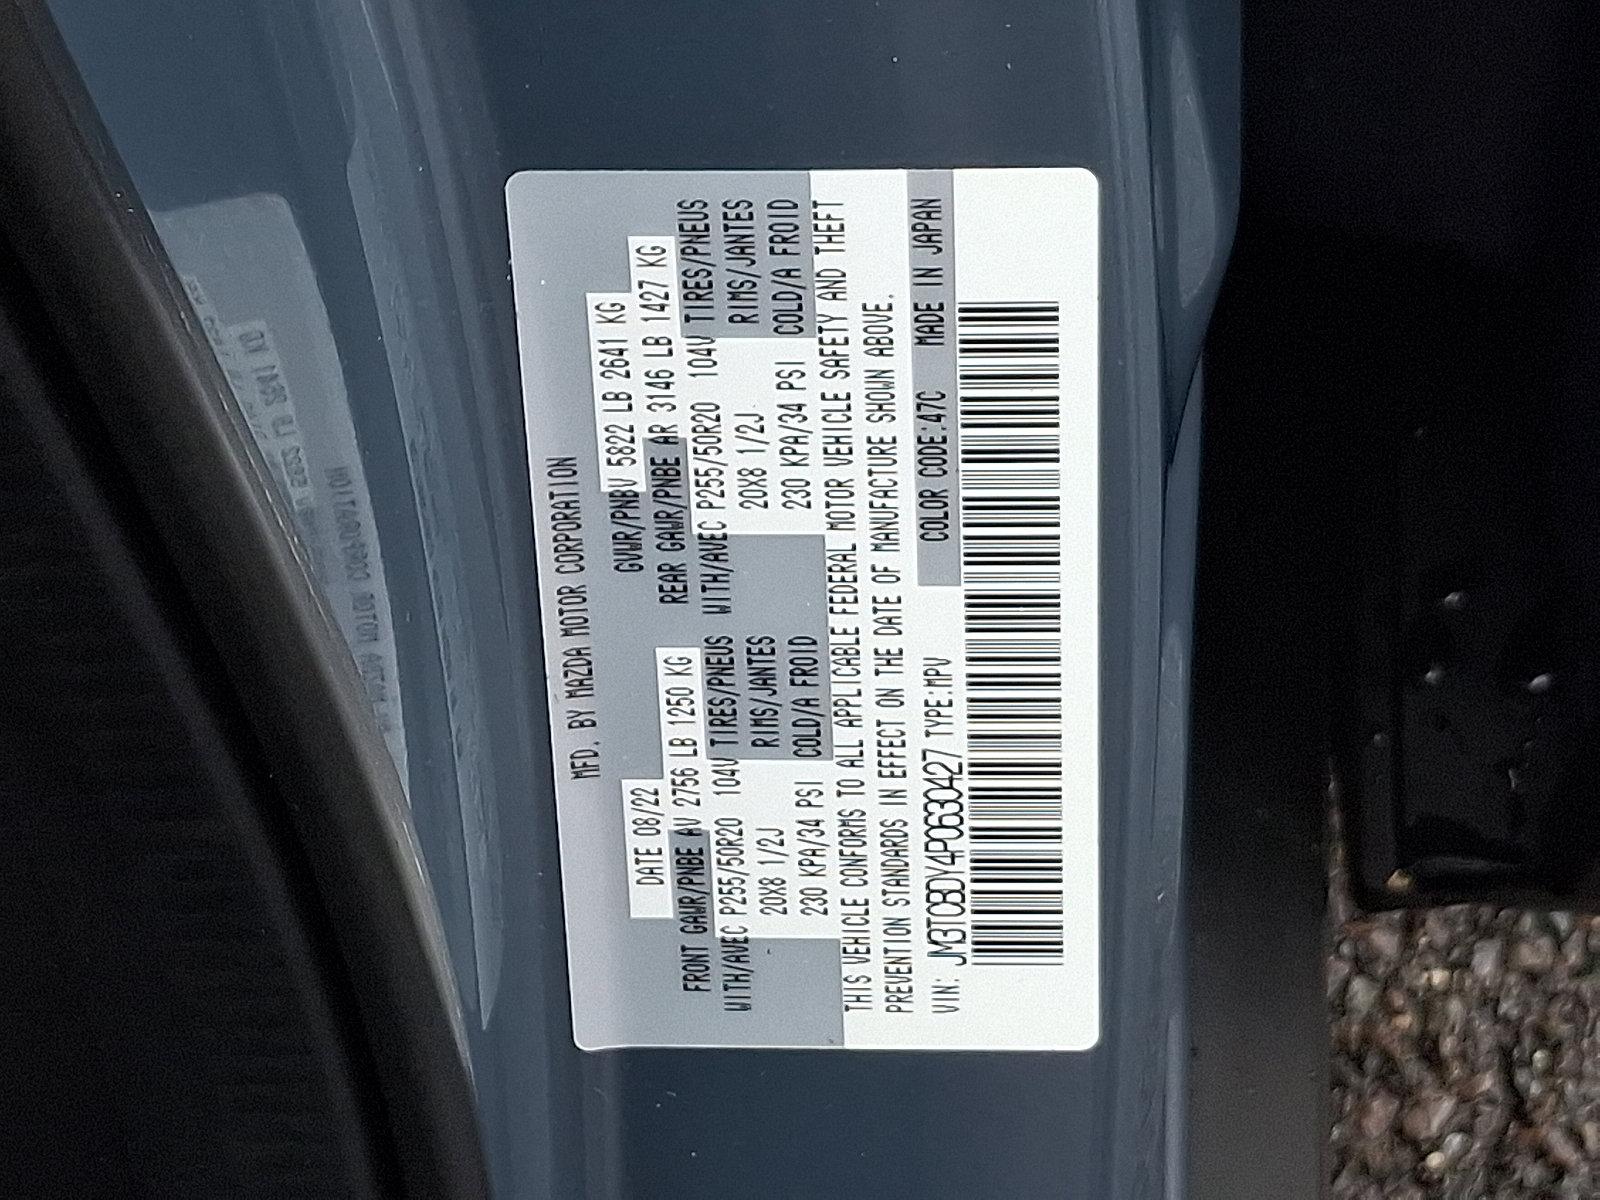 MFD. BY MAZDA MOTOR CORPORATION
DATE 08/22 GVWR/PNBV 5822 LB 2641 KG
FRONT GAWR/PNBE AV 2756 LB 1250 KG REAR GAWR/PNBE AR 3146 LB 1427 KG
WITH/AVEC P255/50R20 104V TIRES/PNEUS WITH/AVEC P255/50R20 104V TIRES/PNEUS
20X8 1/2J RIMS/JANTES 20X8 1/2J RIMS/JANTES
230 KPA/34 PSI COLD/A FROID 230 KPA/34 PSI COLD/A FROID
THIS VEHICLE CONFORMS TO ALL APPLICABLE FEDERAL MOTOR VEHICLE SAFETY AND THEFT
PREVENTION STANDARDS IN EFFECT ON THE DATE OF MANUFACTURE SHOWN ABOVE.
VIN: JM3TCBDY4P0630427 TYPE:MPV COLOR CODE:47C MADE IN JAPAN